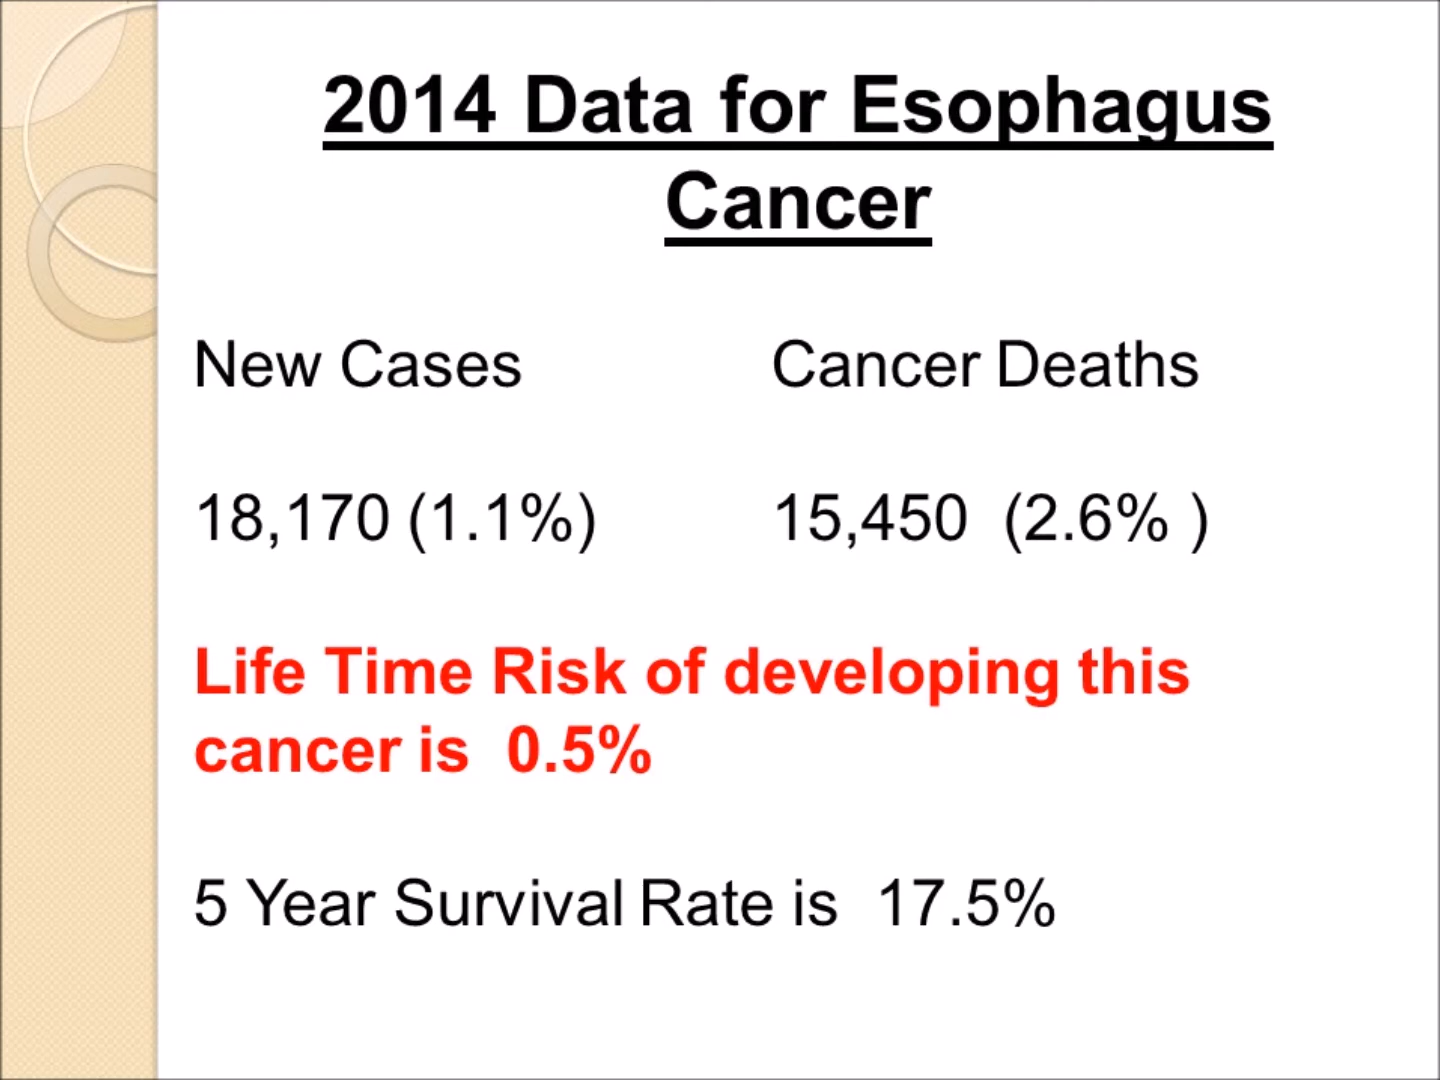 2014 Data for Esophagus
Cancer
New Cases Cancer Deaths
18,170 (1.1%) 15,450 (2.6% )
Life Time Risk of developing this
cancer is 0.5%
5 Year Survival Rate is 17.5%